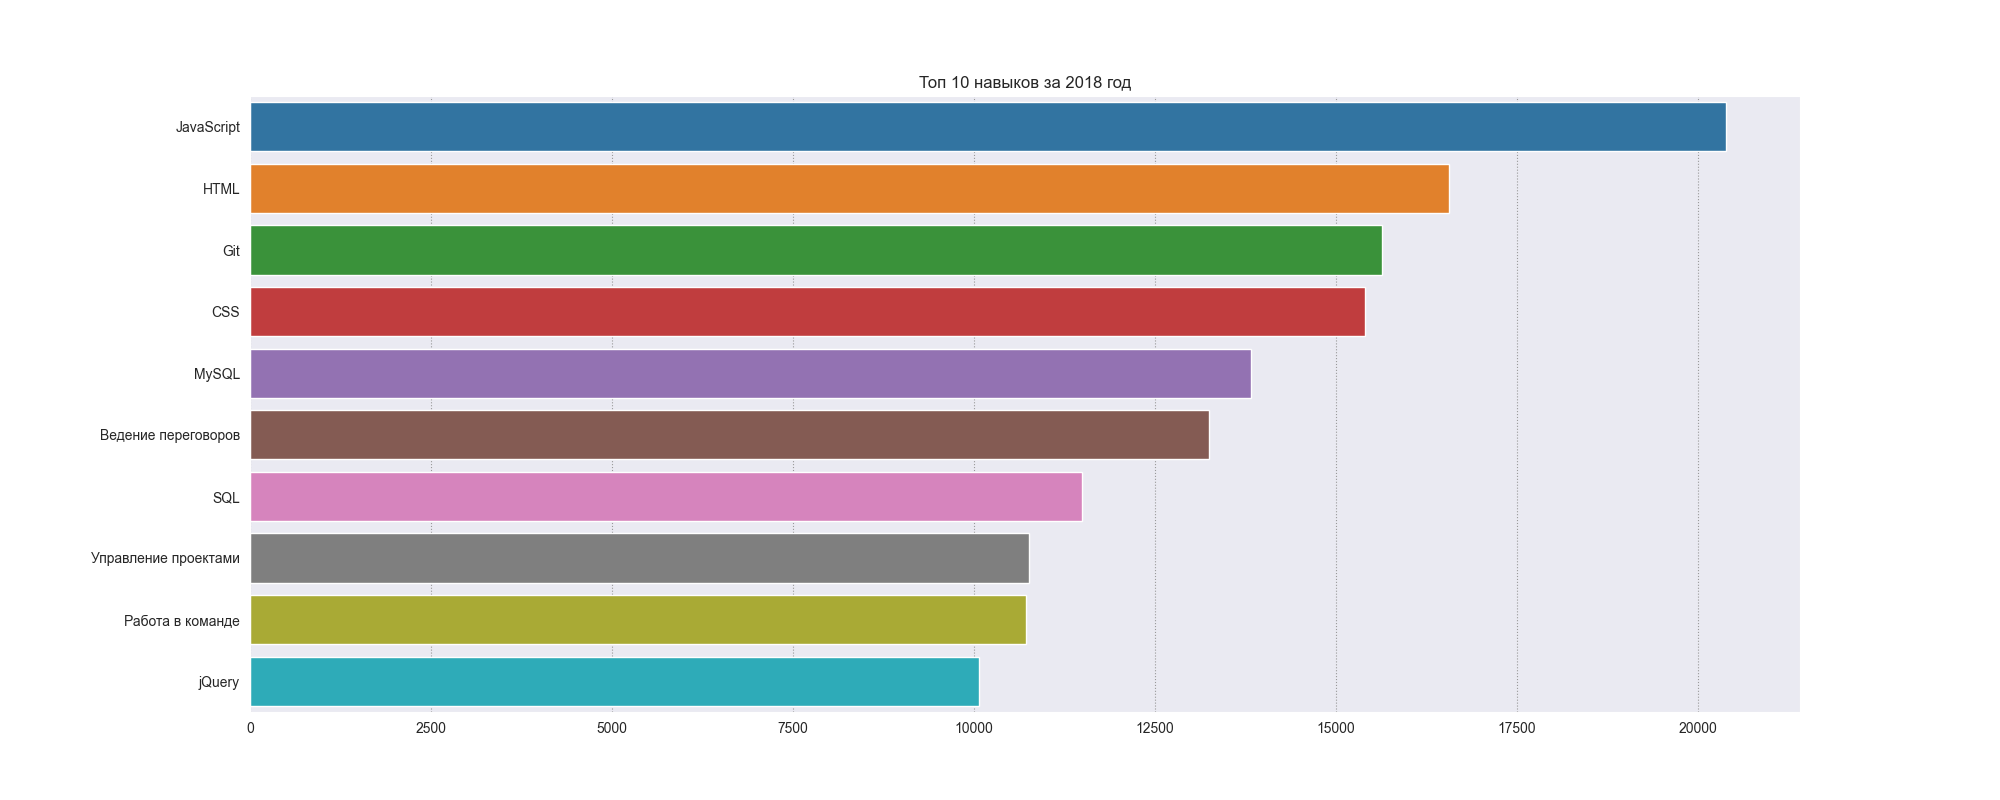 Топ 10 навыков за 2018 год
JavaScript
HTML
Git
CSS
MySQL
Ведение переговоров
SQL
Управление проектами
Работа в команде
jQuery
0 2500 5000 7500 10000 12500 15000 17500 20000